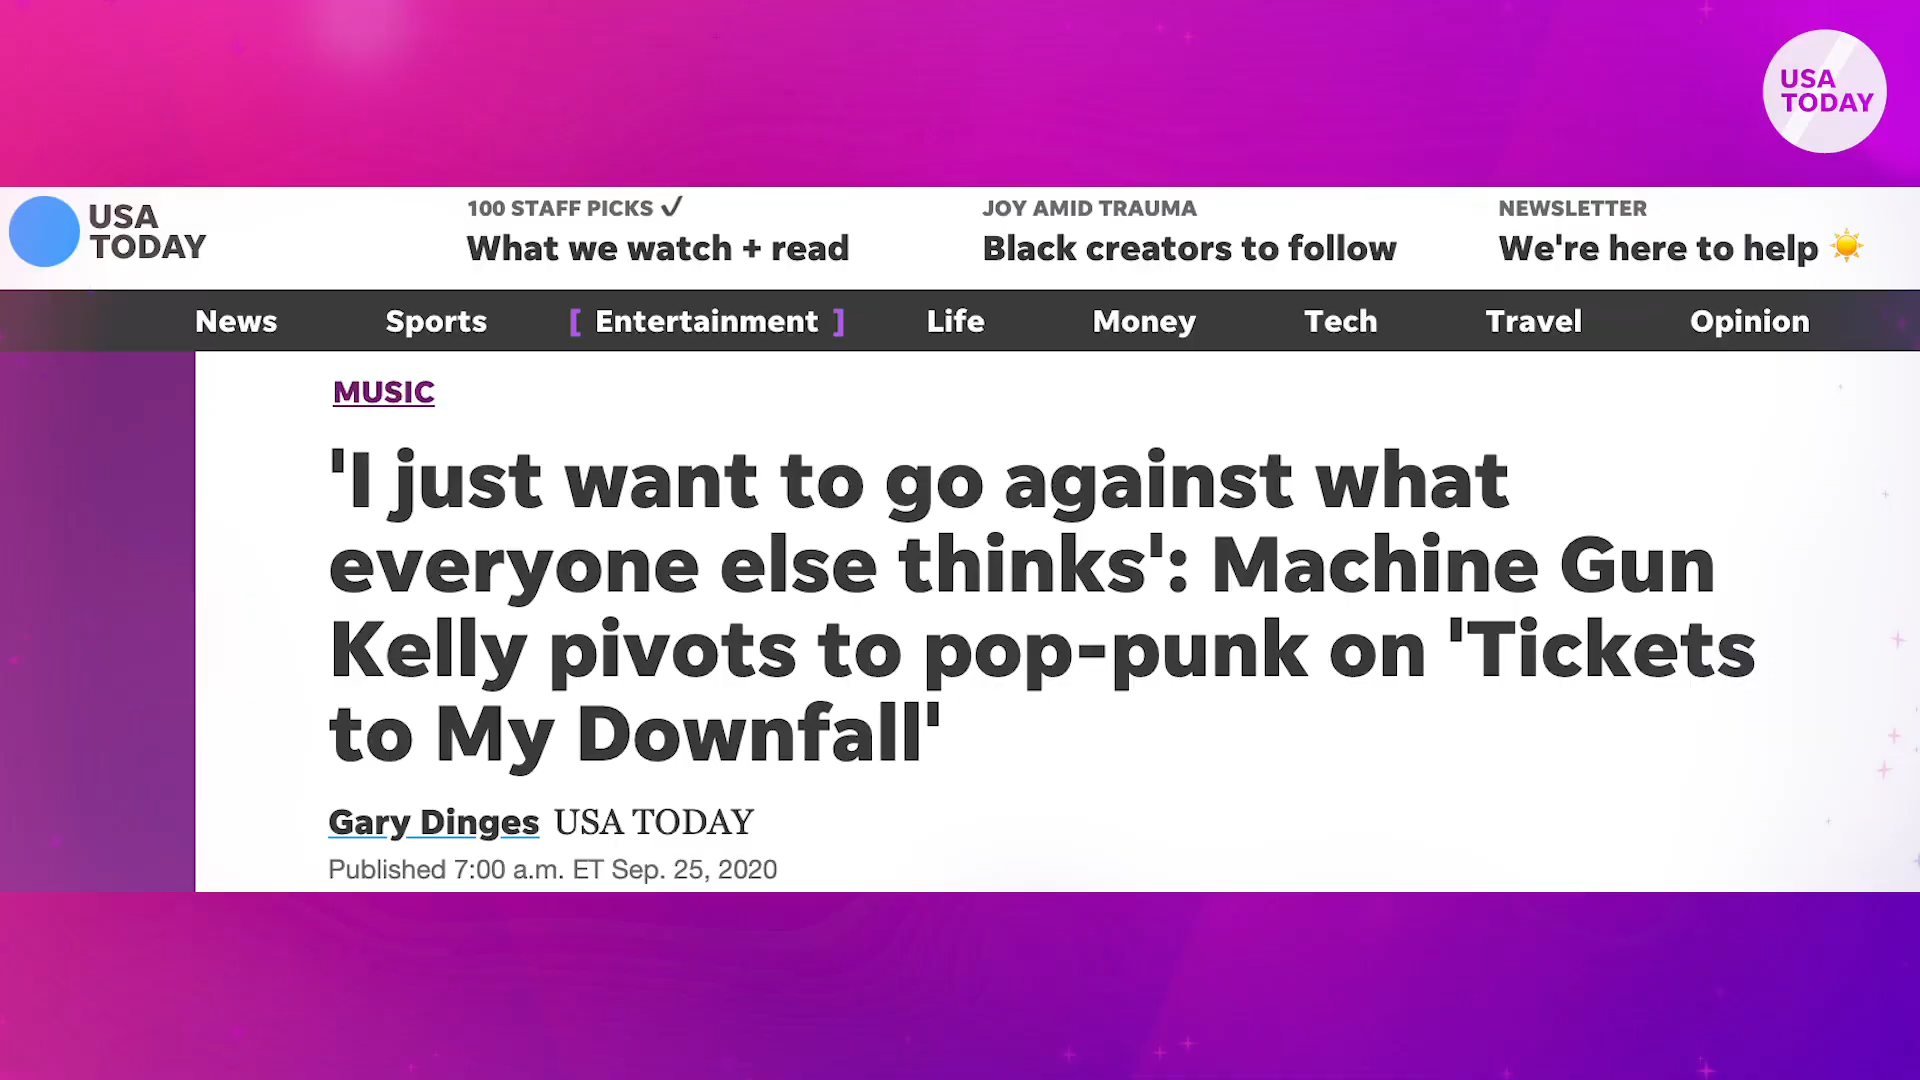 USA
TODAY
USA
TODAY
100 STAFF PICKS ✓
What we watch + read
JOY AMID TRAUMA
Black creators to follow
NEWSLETTER
We're here to help ☀️
News Sports [ Entertainment ] Life Money Tech Travel Opinion
MUSIC
'I just want to go against what
everyone else thinks': Machine Gun
Kelly pivots to pop-punk on 'Tickets
to My Downfall'
Gary Dinges USA TODAY
Published 7:00 a.m. ET Sep. 25, 2020